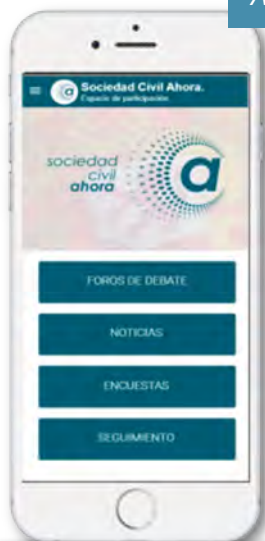 Sociedad Civil Ahora.
Espacio de participación
sociedad
civil
ahora
a
FOROS DE DEBATE
NOTICIAS
ENCUESTAS
SEGUIMIENTO